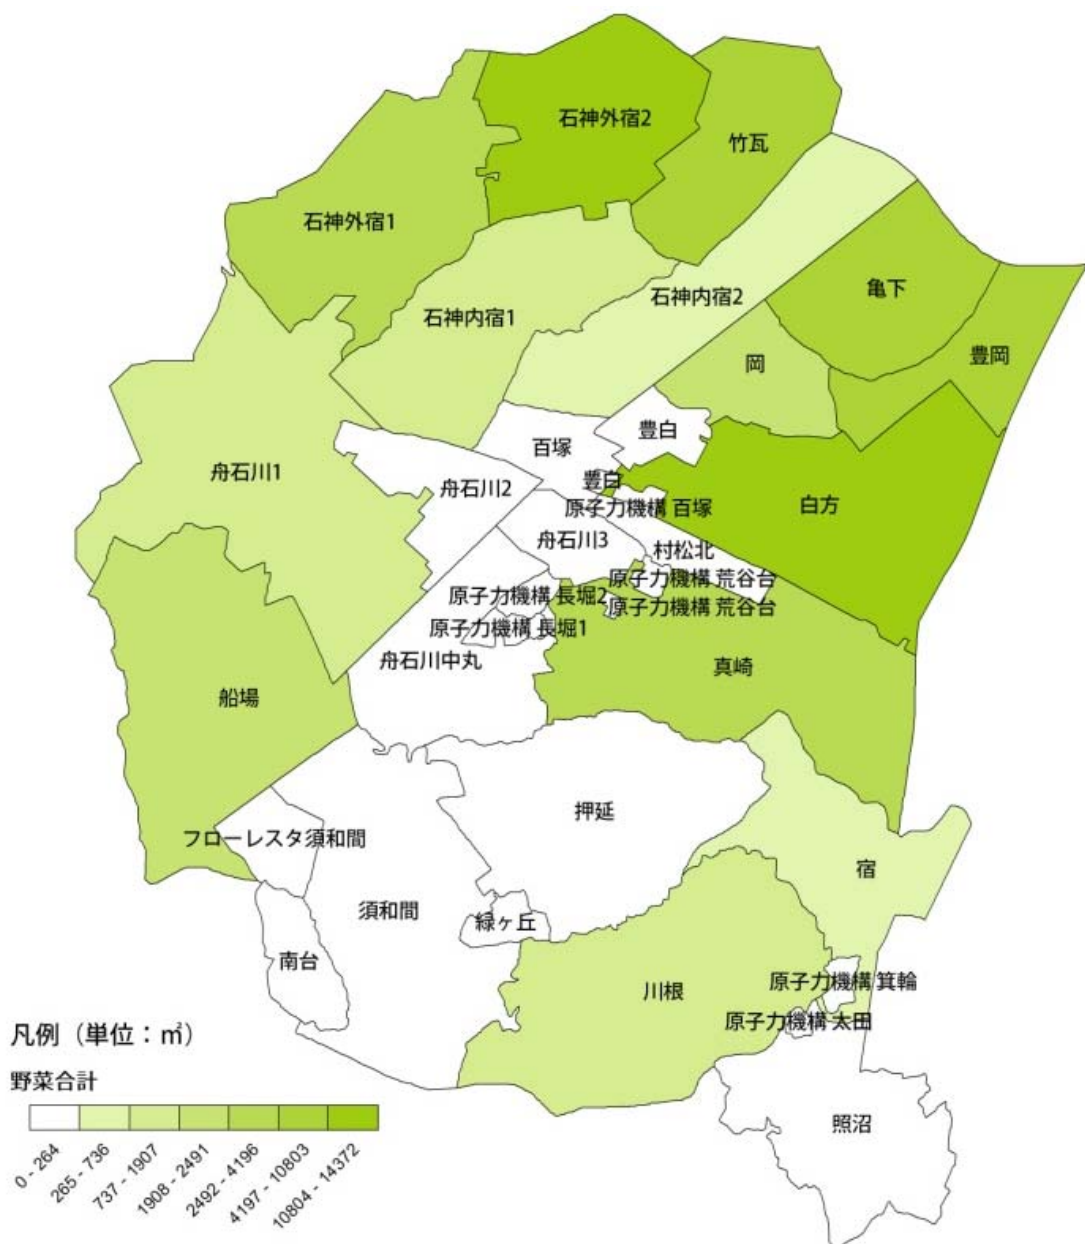 石神外宿2
竹瓦
石神外宿1
亀下
石神内宿2
石神内宿1
豊岡
岡
豊白
百塚
舟石川1
豊白
舟石川2
白方
原子力機構 百塚
舟石川3
村松北
原子力機構 荒谷台
原子力機構 長堀2
原子力機構 荒谷台
原子力機構 長堀1
舟石川中丸
真崎
船場
押延
フローレスタ須和間
宿
須和間
緑ヶ丘
南台
原子力機構 箕輪
川根
原子力機構 太田
凡例（単位：㎡）
野菜合計
照沼
0 - 264
265 - 736
737 - 1907
1908 - 2491
2492 - 4196
4197 - 10803
10804 - 14372